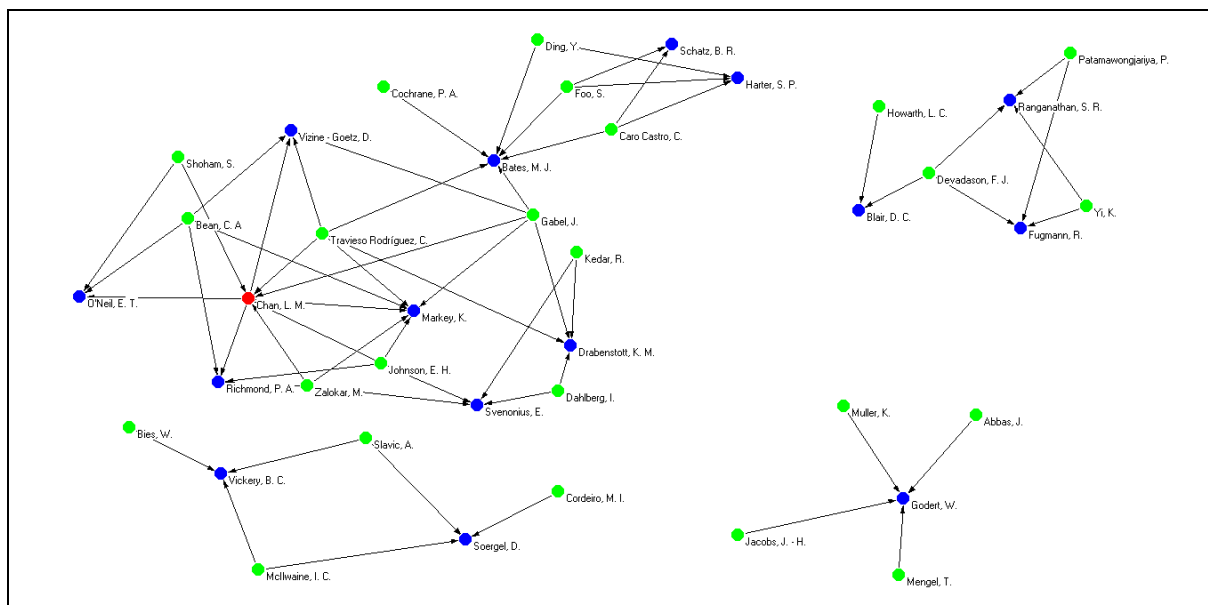 Ding, Y.
Schatz, B. R.
Patamawongjariya, P.
Harter, S. P.
Cochrane, P. A.
Foo, S.
Ranganathan, S. R.
Howarth, L. C.
Vizine - Goetz, D.
Caro Castro, C.
Shoham, S.
Bates, M. J.
Devadason, F. J.
Bean, C. A
Gabel, J.
Yi, K.
Blair, D. C.
Travieso Rodríguez, C.
Fugmann, R.
Kedar, R.
O'Neil, E. T.
Chan, L. M.
Markey, K.
Drabenstott, K. M.
Johnson, E. H.
Richmond, P. A.
Zalokar, M.
Dahlberg, I.
Svenonius, E.
Muller, K.
Abbas, J.
Bies, W.
Slavic, A.
Vickery, B. C.
Cordeiro, M. I.
Godert, W.
Soergel, D.
Jacobs, J. - H.
McIlwaine, I. C.
Mengel, T.